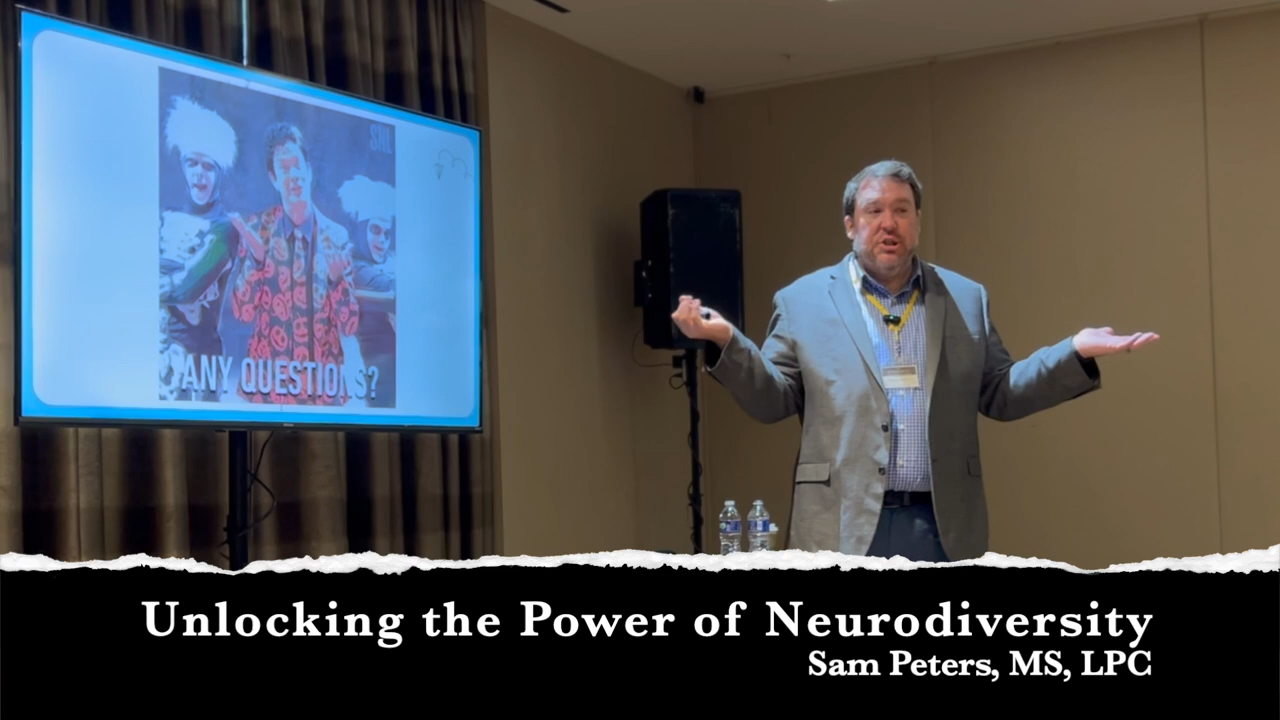 SNL
ANY QUESTIONS?
Unlocking the Power of Neurodiversity
Sam Peters, MS, LPC